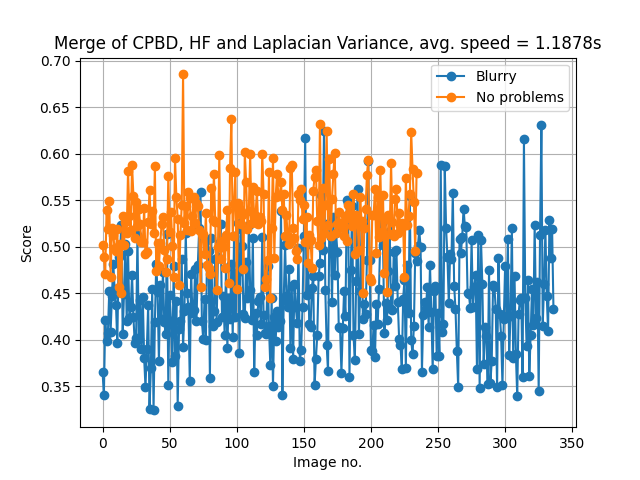 Merge of CPBD, HF and Laplacian Variance, avg. speed = 1.1878s
Blurry
No problems
0.70
0.65
0.60
0.55
0.50
0.45
0.40
0.35
Score
0 50 100 150 200 250 300 350
Image no.